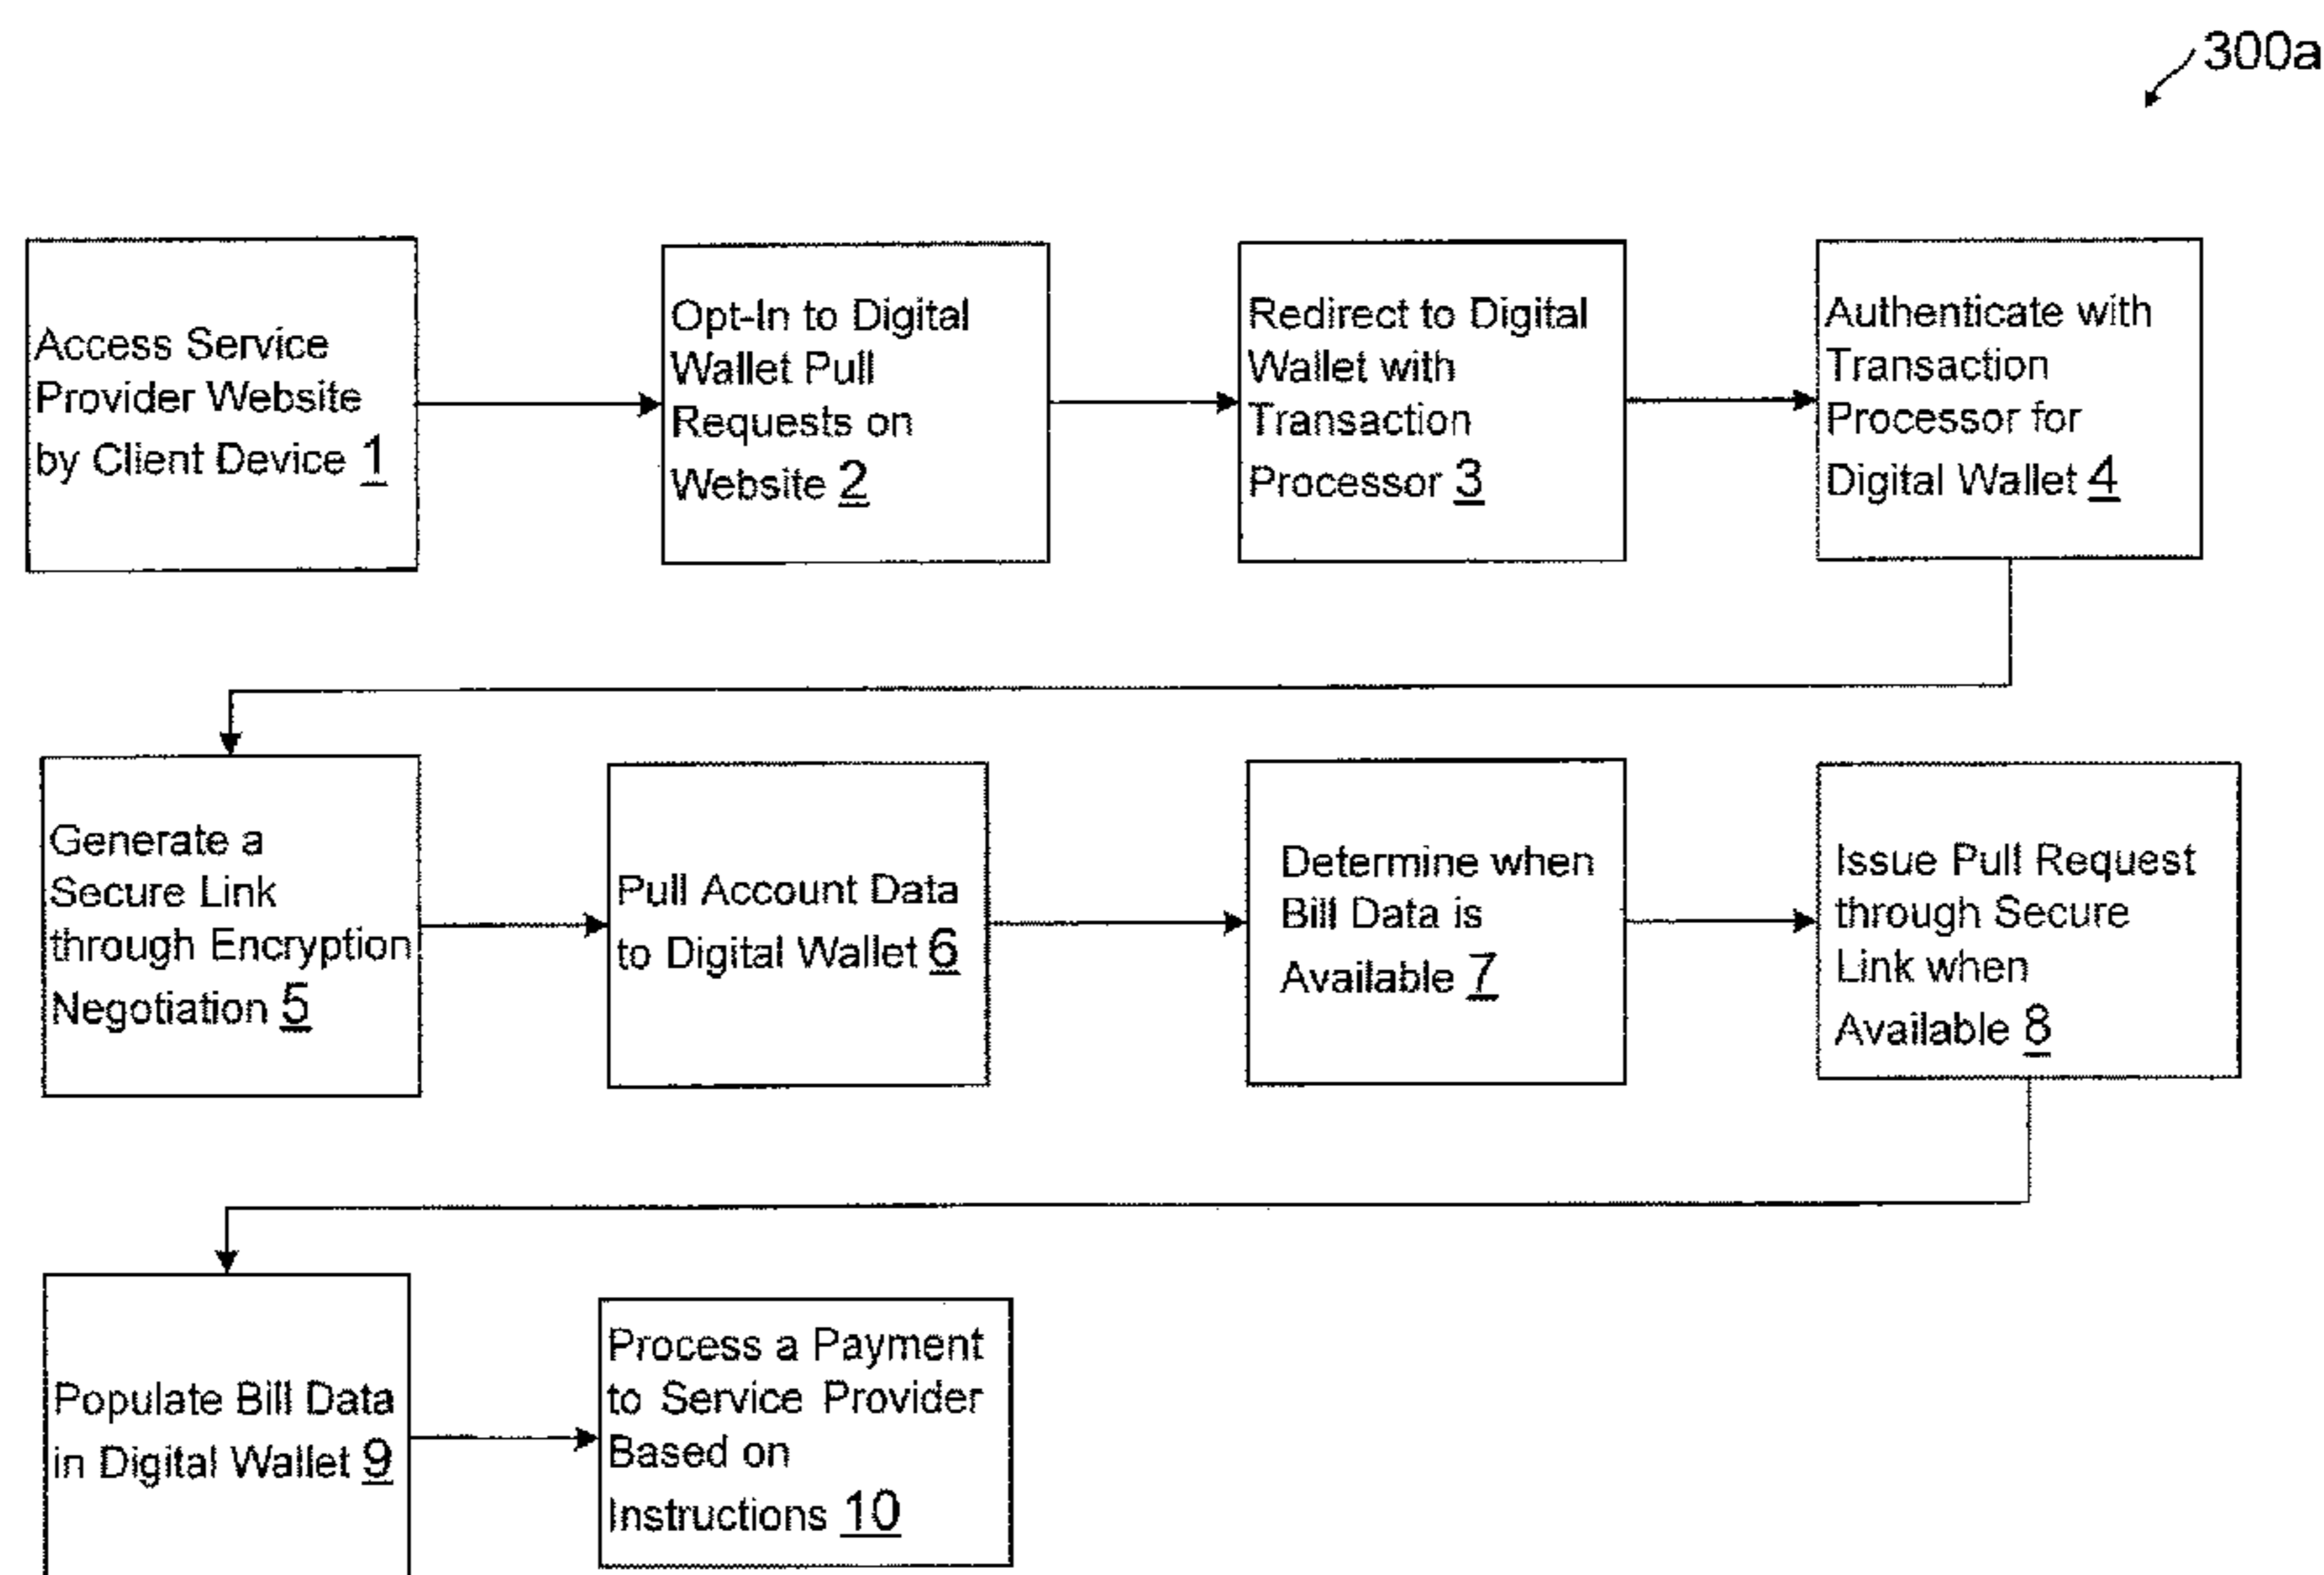 300a
Access Service
Provider Website
by Client Device 1
Opt-In to Digital
Wallet Pull
Requests on
Website 2
Redirect to Digital
Wallet with
Transaction
Processor 3
Authenticate with
Transaction
Processor for
Digital Wallet 4
Generate a
Secure Link
through Encryption
Negotiation 5
Pull Account Data
to Digital Wallet 6
Determine when
Bill Data is
Available 7
Issue Pull Request
through Secure
Link when
Available 8
Populate Bill Data
in Digital Wallet 9
Process a Payment
to Service Provider
Based on
Instructions 10